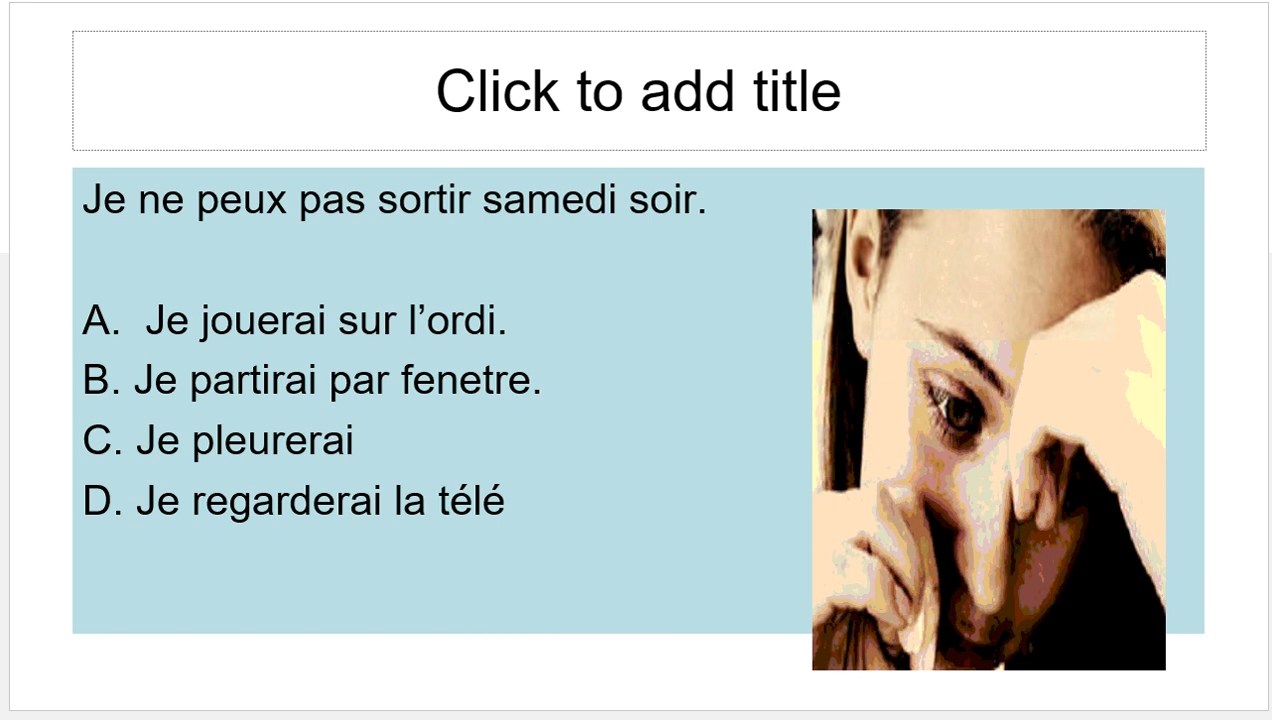 Click to add title
Je ne peux pas sortir samedi soir.
A. Je jouerai sur l’ordi.
B. Je partirai par fenetre.
C. Je pleurerai
D. Je regarderai la télé